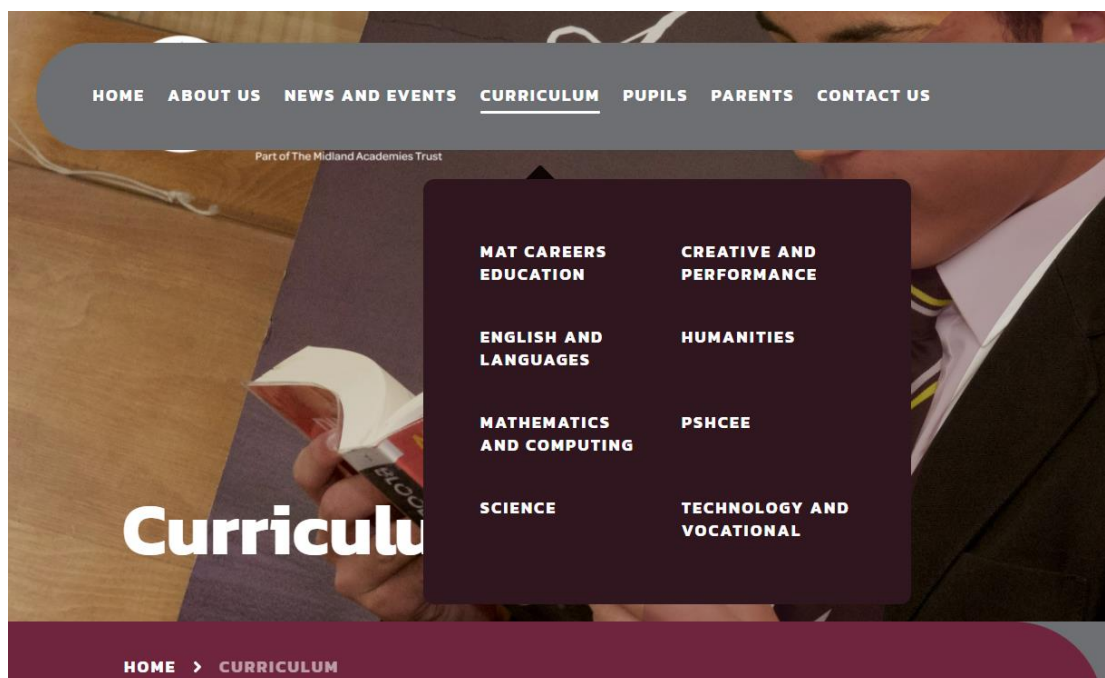 HOME ABOUT US NEWS AND EVENTS CURRICULUM PUPILS PARENTS CONTACT US
Part of The Midland Academies Trust
MAT CAREERS
EDUCATION
CREATIVE AND
PERFORMANCE
ENGLISH AND
LANGUAGES
HUMANITIES
MATHEMATICS
AND COMPUTING
PSHCEE
SCIENCE
TECHNOLOGY AND
VOCATIONAL
Curriculu
HOME > CURRICULUM